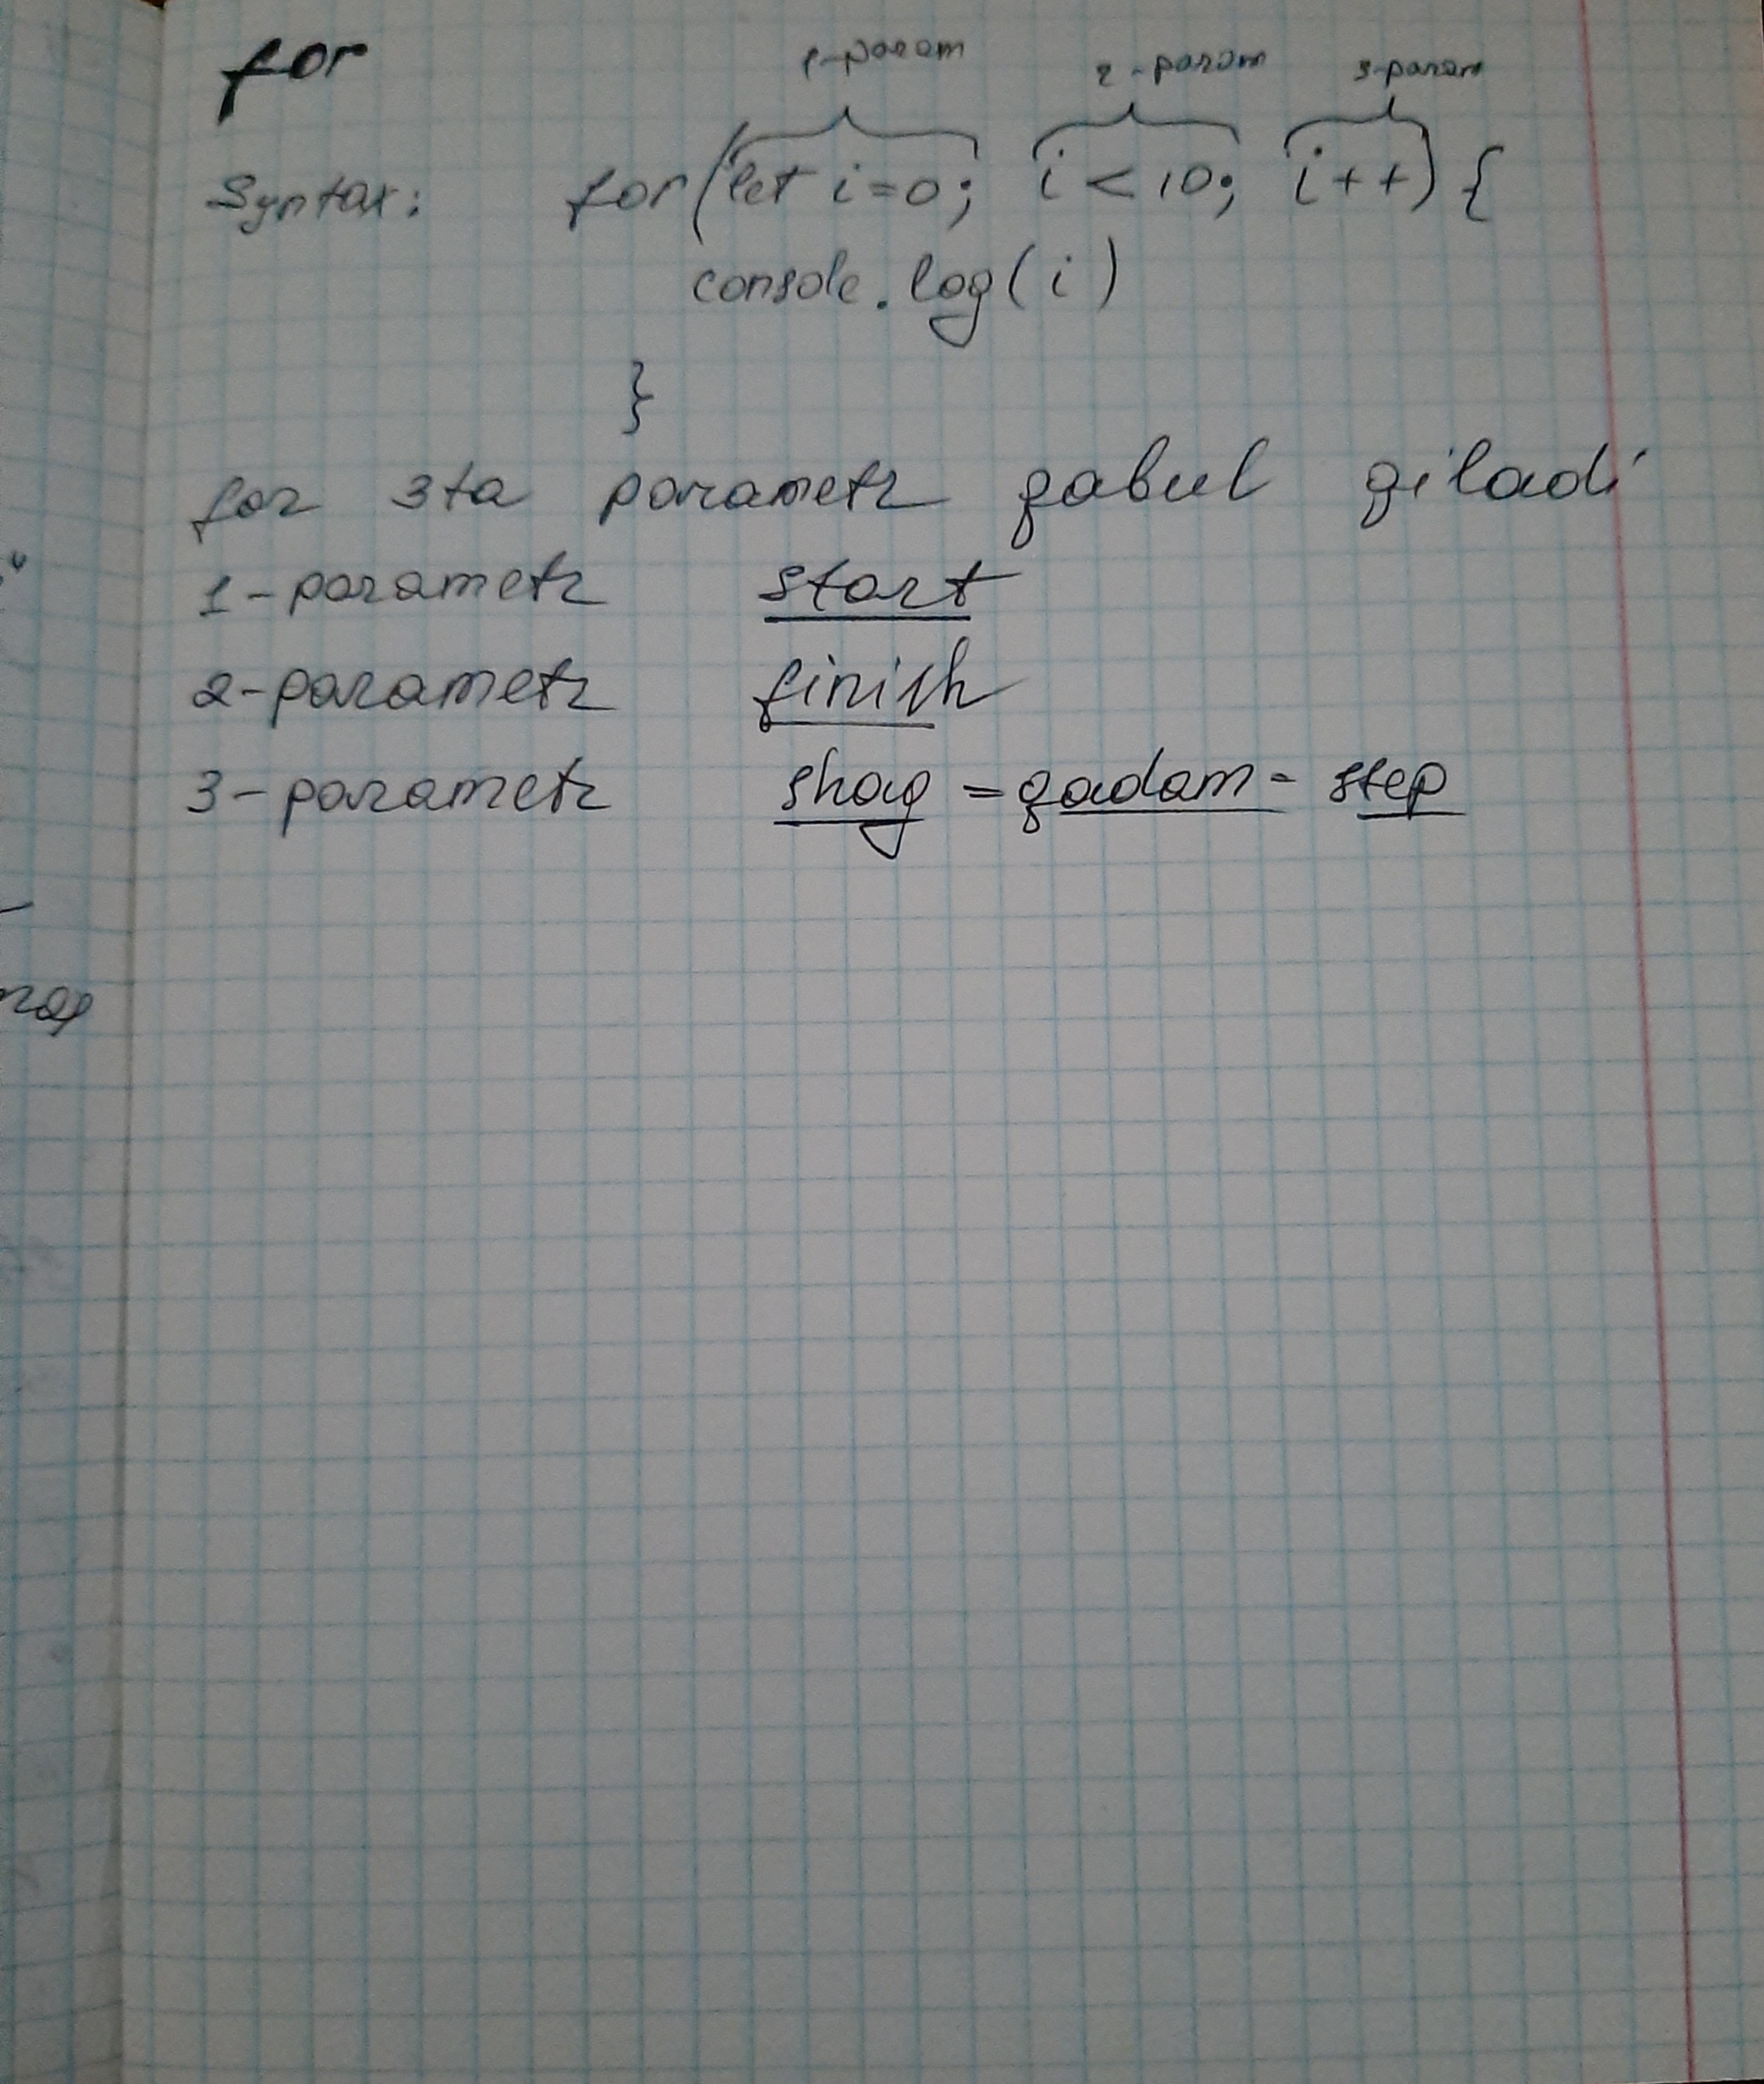 for
1-param 2-param 3-param
Syntax: for(let i=0; i<10; i++) {
console.log(i)
}
for 3ta parametr qabul qiladi
1-parametr start
2-parametr finish
3-parametr shag = qadam - step